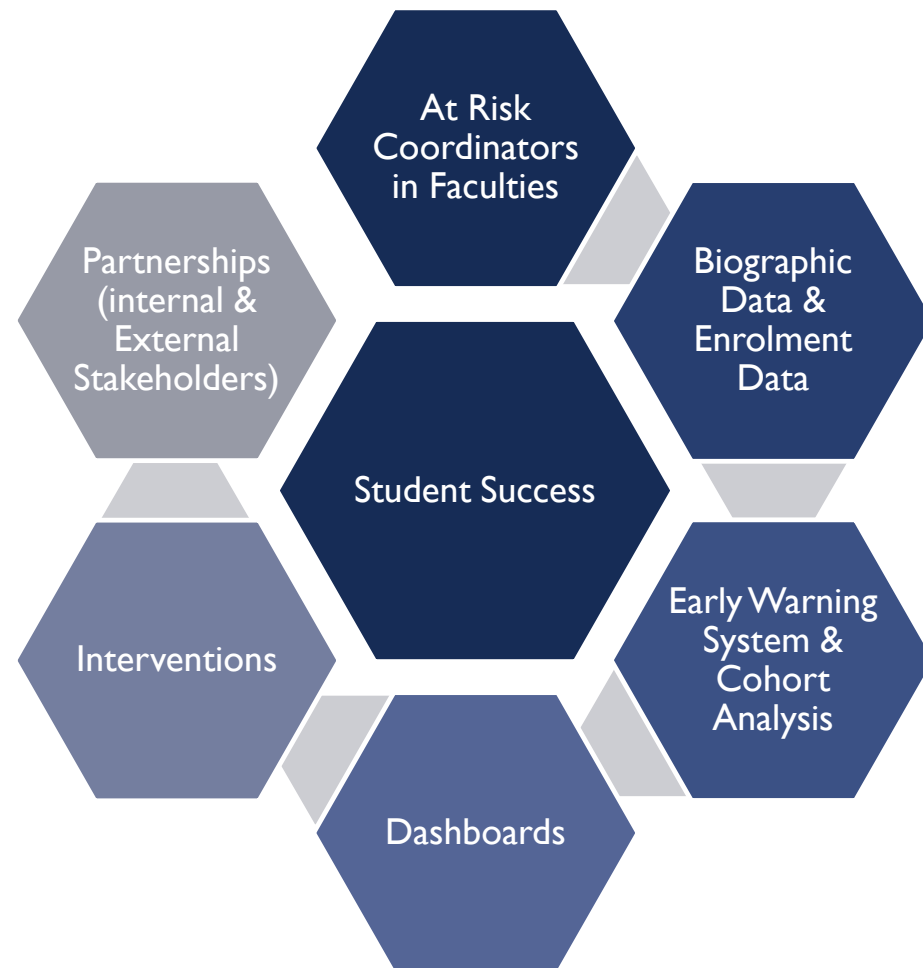 At Risk
Coordinators
in Faculties
Biographic
Data &
Enrolment
Data
Early Warning
System &
Cohort
Analysis
Dashboards
Interventions
Partnerships
(internal &
External
Stakeholders)
Student Success